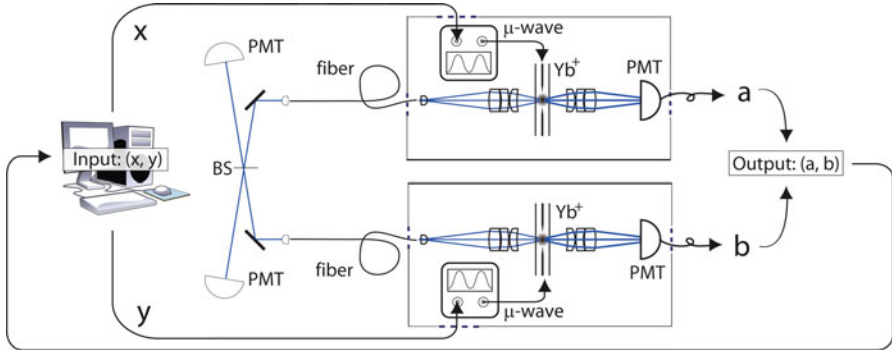 x
PMT
fiber
μ-wave
Yb+
PMT
a
Input: (x, y)
BS
Output: (a, b)
PMT
fiber
Yb+
PMT
b
μ-wave
y